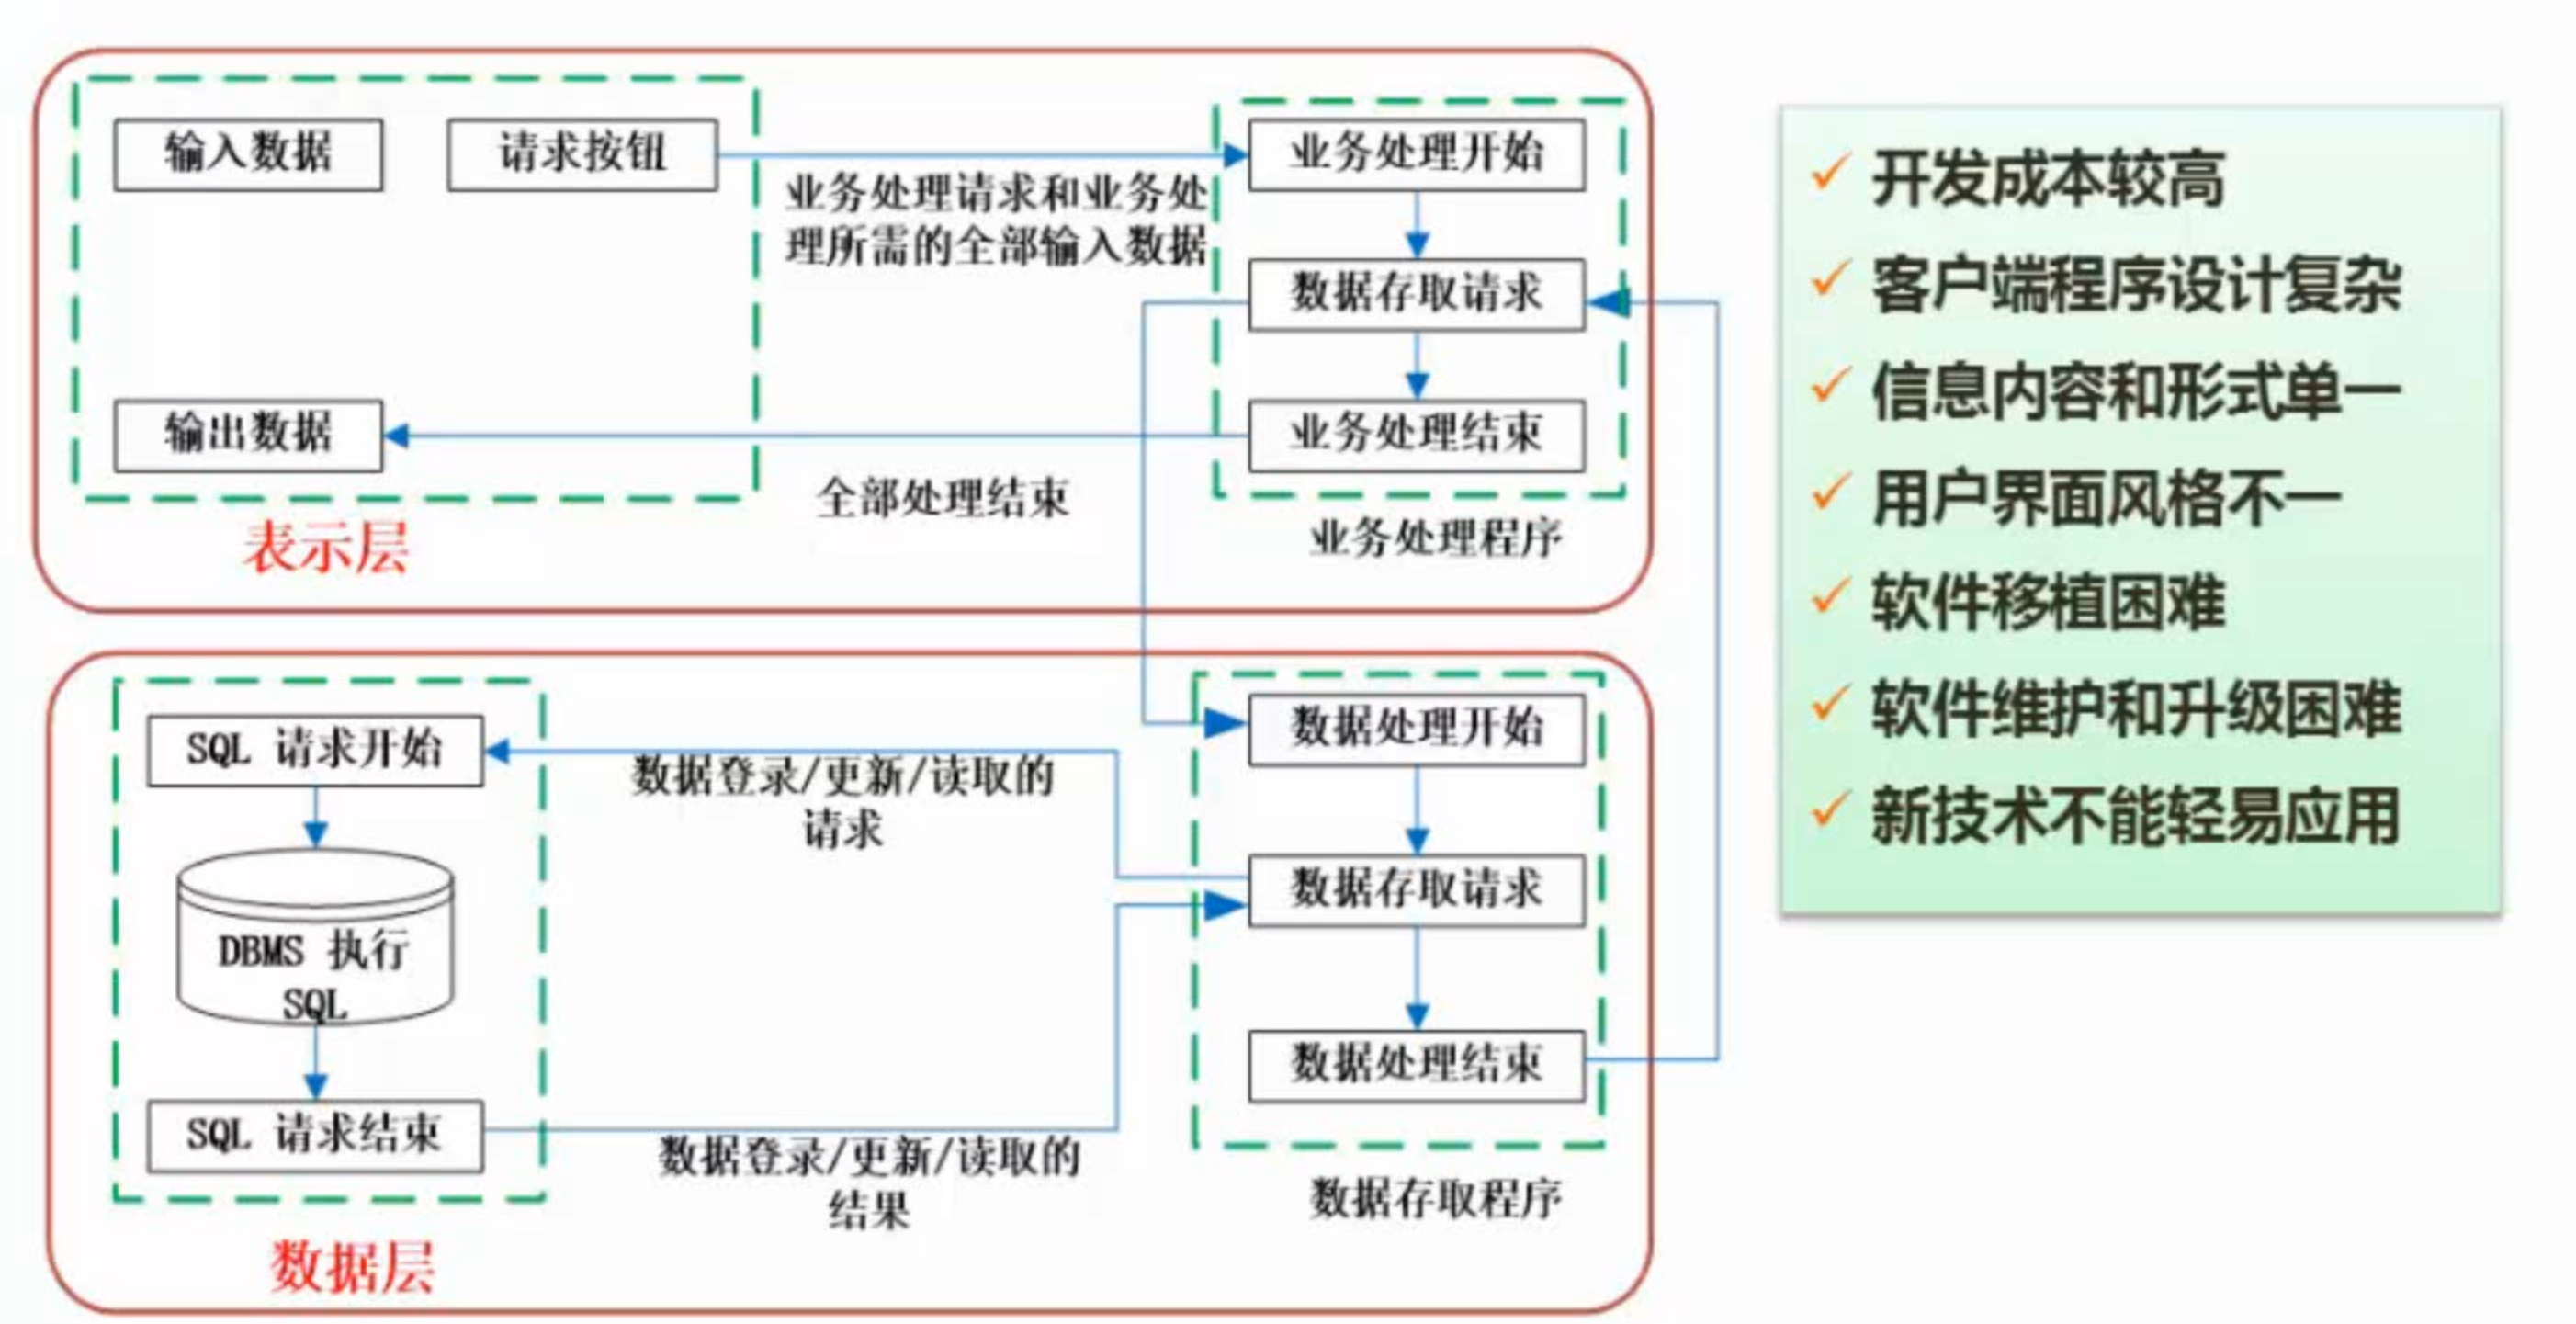 输入数据
请求按钮
业务处理请求和业务处
理所需的全部输入数据
业务处理开始
数据存取请求
输出数据
业务处理结束
全部处理结束
业务处理程序
表示层
SQL 请求开始
数据登录/更新/读取的
请求
数据处理开始
DBMS 执行
SQL
数据存取请求
数据处理结束
SQL 请求结束
数据登录/更新/读取的
结果
数据存取程序
数据层
✓ 开发成本较高
✓ 客户端程序设计复杂
✓ 信息内容和形式单一
✓ 用户界面风格不一
✓ 软件移植困难
✓ 软件维护和升级困难
✓ 新技术不能轻易应用